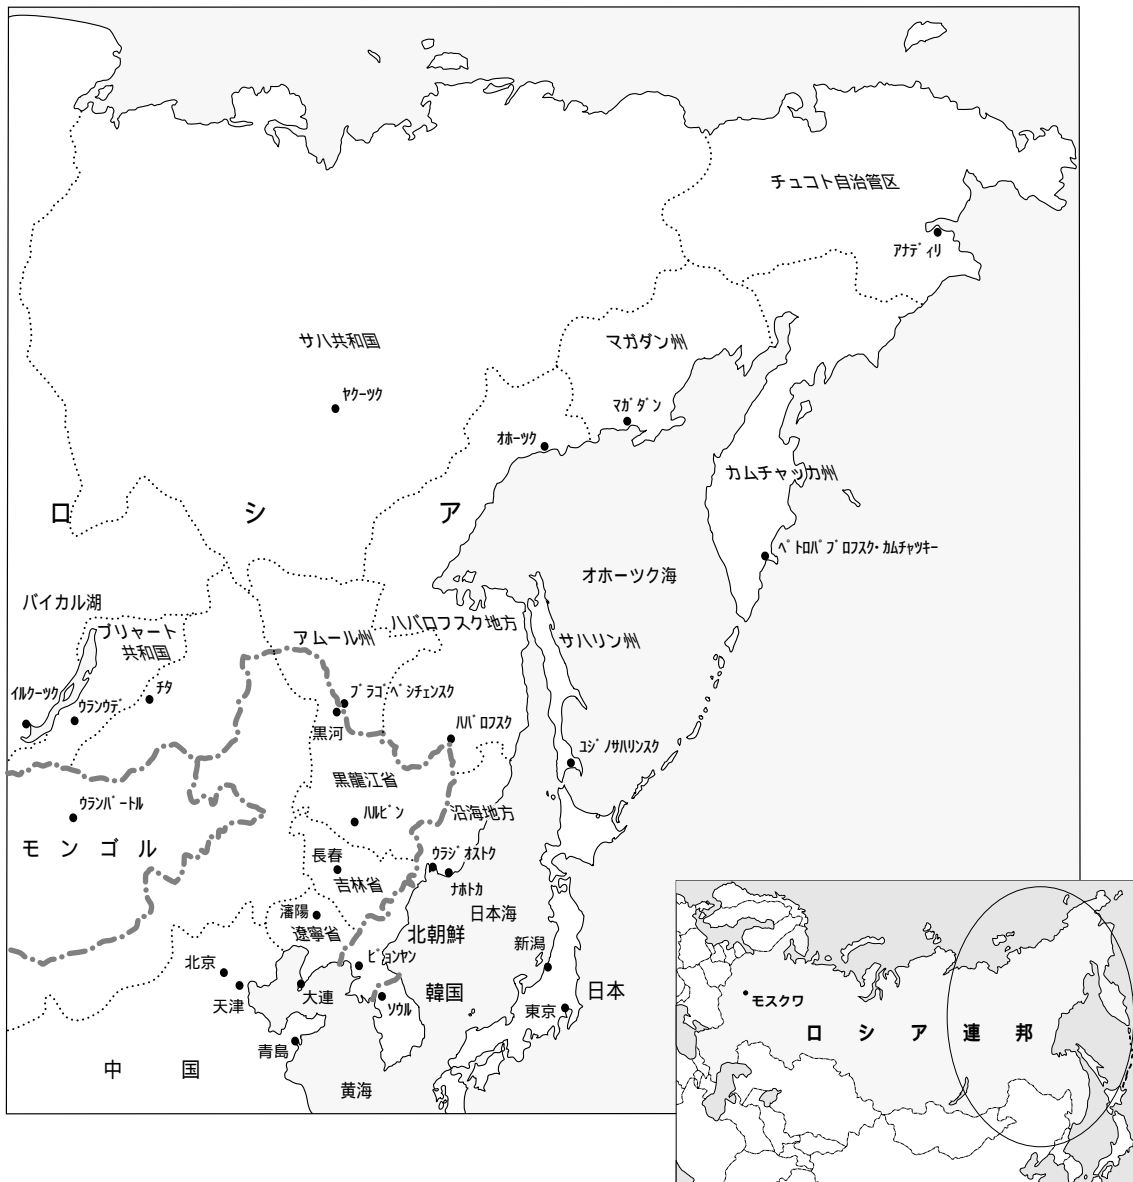 チュコト自治管区
アナディリ
サハ共和国
マガダン州
ヤクーツク
マガダン
オホーツク
カムチャッカ州
ロシア
ペトロパブロフスク・カムチャツキー
オホーツク海
バイカル湖
ブリヤート
共和国
アムール州
ハバロフスク地方
サハリン州
イルクーツク
ウランウデ
チタ
ブラゴベシチェンスク
黒河
ハバロフスク
ユジノサハリンスク
黒龍江省
ウランバートル
ハルビン
沿海地方
モンゴル
長春
吉林省
ウラジオストク
ナホトカ
瀋陽
遼寧省
日本海
北朝鮮
新潟
北京
ピョンヤン
天津
大連
韓国
ソウル
日本
東京
青島
中国
黄海
モスクワ
ロシア連邦